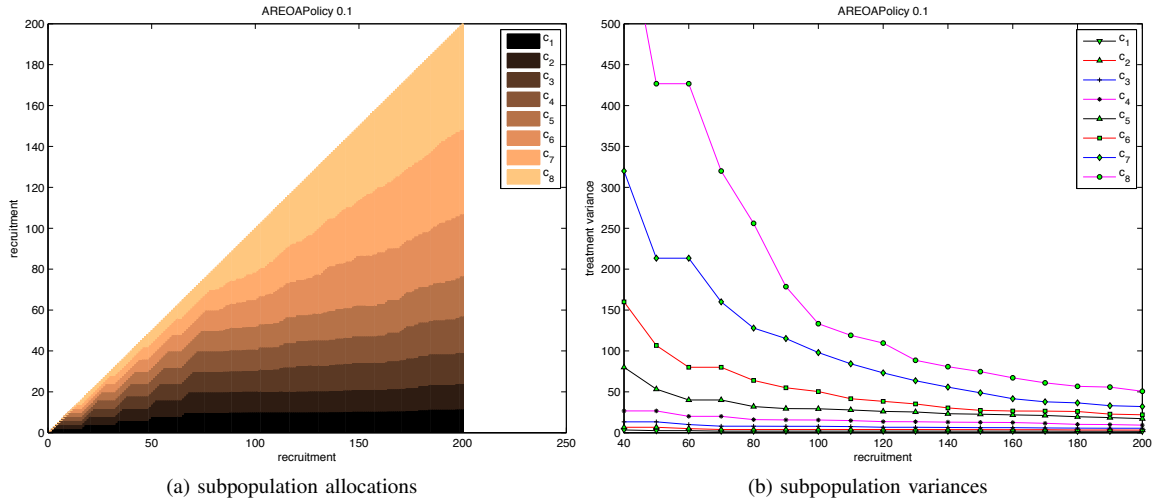 AREOAPolicy 0.1
200
180
160
140
120
100
80
60
40
20
0
recruitment
0 50 100 150 200 250
recruitment
c1
c2
c3
c4
c5
c6
c7
c8
(a) subpopulation allocations
AREOAPolicy 0.1
500
450
400
350
300
250
200
150
100
50
0
treatment variance
40 60 80 100 120 140 160 180 200
recruitment
c1
c2
c3
c4
c5
c6
c7
c8
(b) subpopulation variances